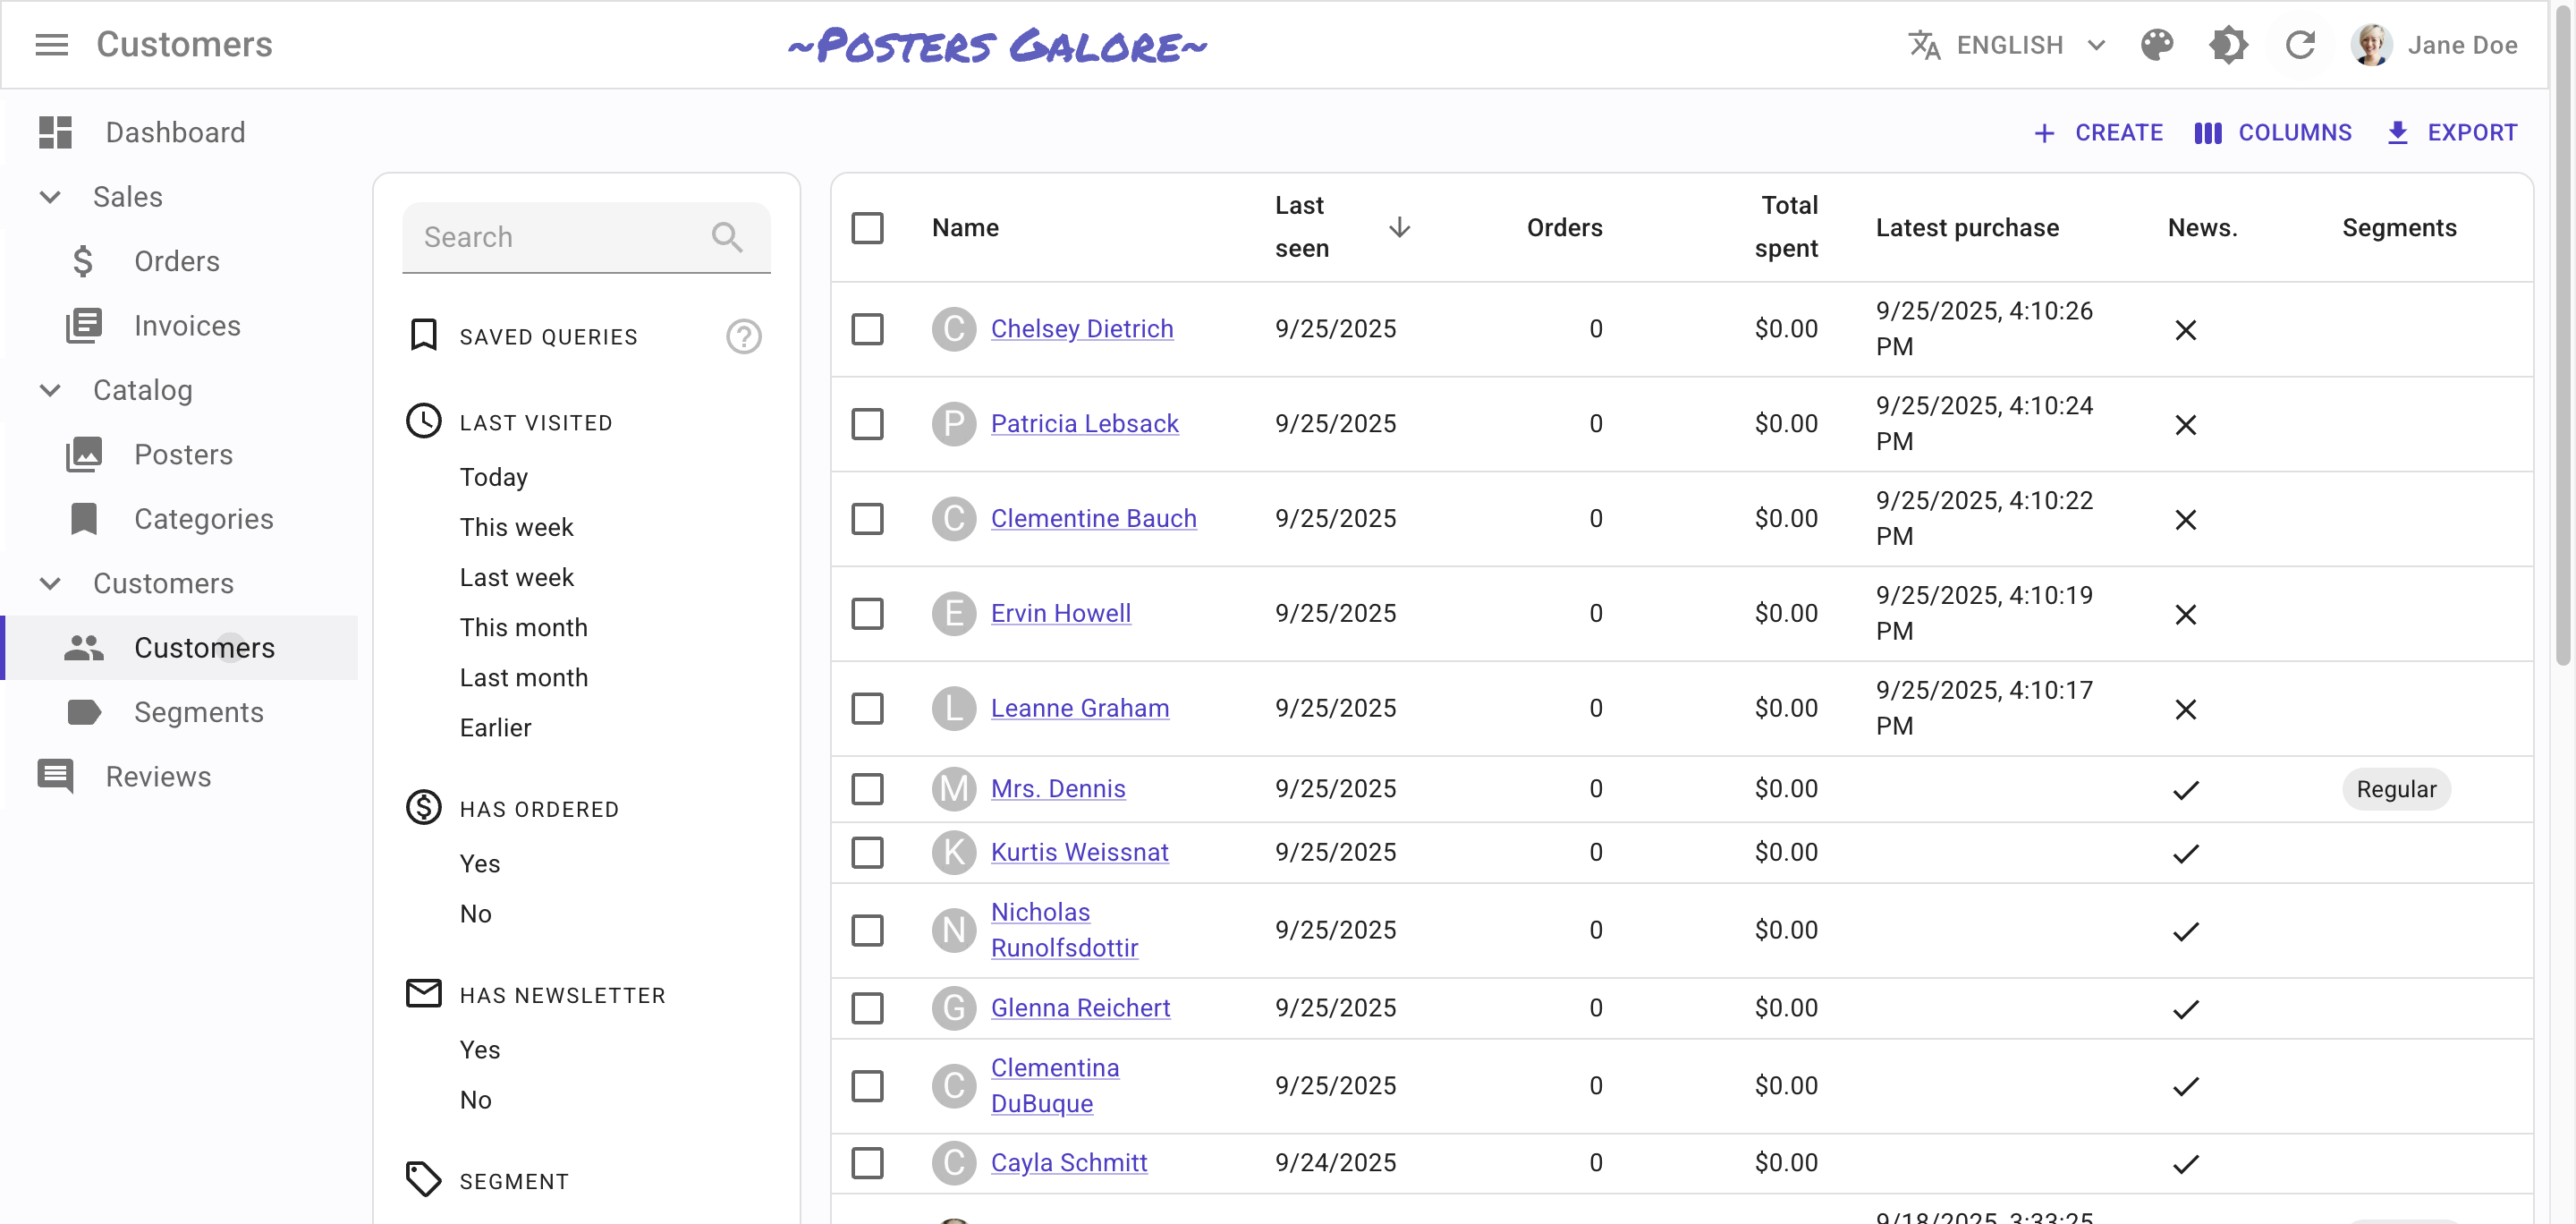 Customers
~Posters Galore~
ENGLISH
Jane Doe
Dashboard
Sales
Orders
Invoices
Catalog
Posters
Categories
Customers
Customers
Segments
Reviews
CREATE
COLUMNS
EXPORT
Search
SAVED QUERIES
LAST VISITED
Today
This week
Last week
This month
Last month
Earlier
HAS ORDERED
Yes
No
HAS NEWSLETTER
Yes
No
SEGMENT
Name Last seen Orders Total spent Latest purchase News. Segments
C Chelsey Dietrich 9/25/2025 0 $0.00 9/25/2025, 4:10:26 PM
P Patricia Lebsack 9/25/2025 0 $0.00 9/25/2025, 4:10:24 PM
C Clementine Bauch 9/25/2025 0 $0.00 9/25/2025, 4:10:22 PM
E Ervin Howell 9/25/2025 0 $0.00 9/25/2025, 4:10:19 PM
L Leanne Graham 9/25/2025 0 $0.00 9/25/2025, 4:10:17 PM
M Mrs. Dennis 9/25/2025 0 $0.00 Regular
K Kurtis Weissnat 9/25/2025 0 $0.00
N Nicholas Runolfsdottir 9/25/2025 0 $0.00
G Glenna Reichert 9/25/2025 0 $0.00
C Clementina DuBuque 9/25/2025 0 $0.00
C Cayla Schmitt 9/24/2025 0 $0.00
9/18/2025, 3:33:25